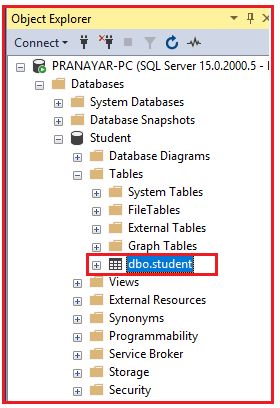 Object Explorer
Connect
PRANAYAR-PC (SQL Server 15.0.2000.5 -
Databases
System Databases
Database Snapshots
Student
Database Diagrams
Tables
System Tables
FileTables
External Tables
Graph Tables
dbo.student
Views
External Resources
Synonyms
Programmability
Service Broker
Storage
Security